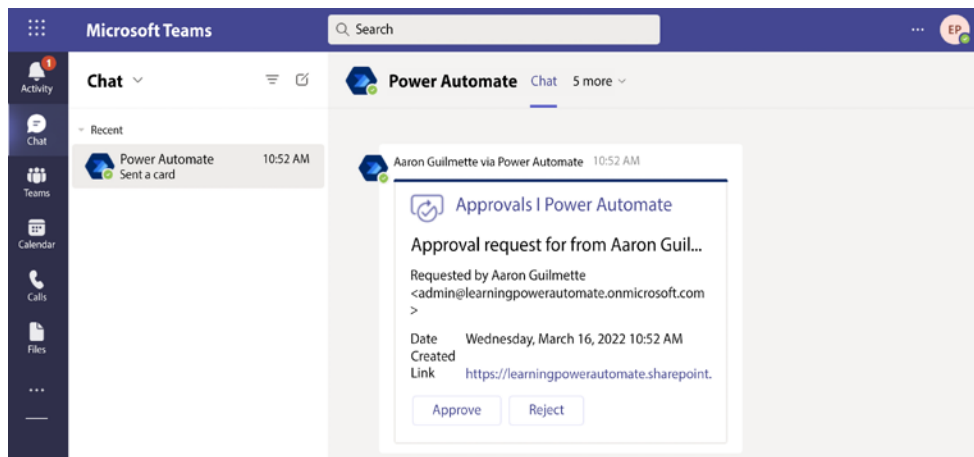 Microsoft Teams
Search
...
EP
1
Activity
Chat
Teams
Calendar
Calls
Files
...
Chat
Recent
Power Automate 10:52 AM
Sent a card
Power Automate Chat 5 more
Aaron Guilmette via Power Automate 10:52 AM
Approvals I Power Automate
Approval request for from Aaron Guil...
Requested by Aaron Guilmette
<admin@learningpowerautomate.onmicrosoft.com
>
Date Wednesday, March 16, 2022 10:52 AM
Created
Link https://learningpowerautomate.sharepoint.
Approve Reject